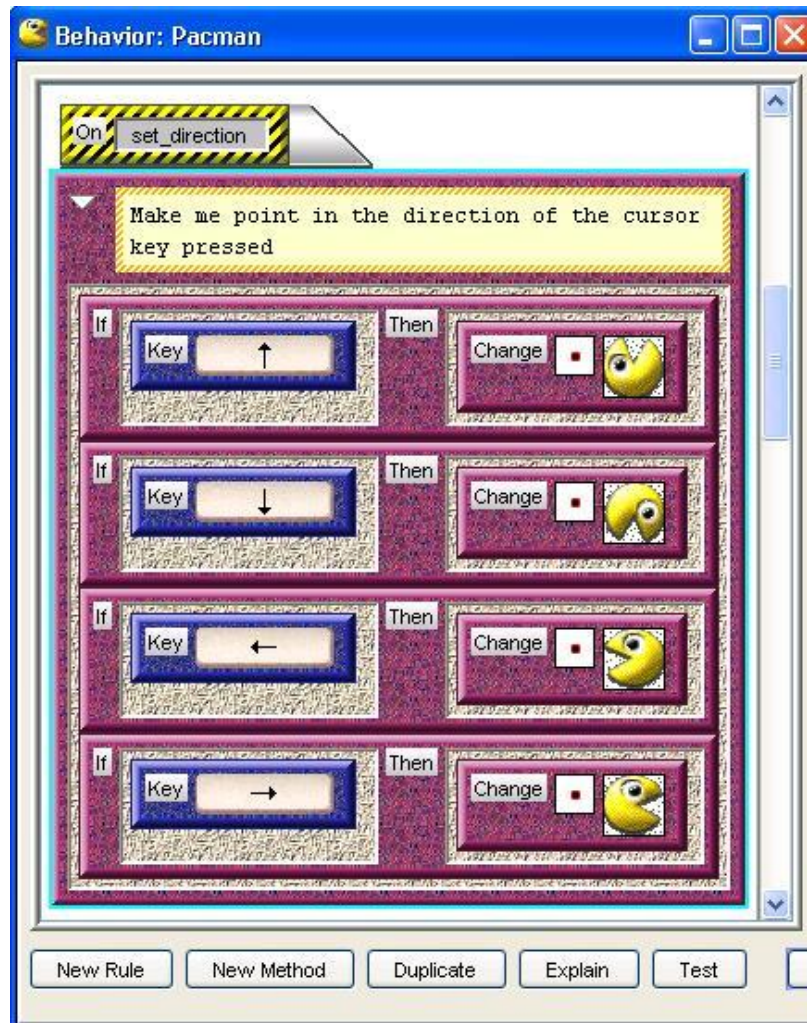 Behavior: Pacman
On set_direction
Make me point in the direction of the cursor
key pressed
If Key ↑ Then Change
If Key ↓ Then Change
If Key ← Then Change
If Key → Then Change
New Rule New Method Duplicate Explain Test